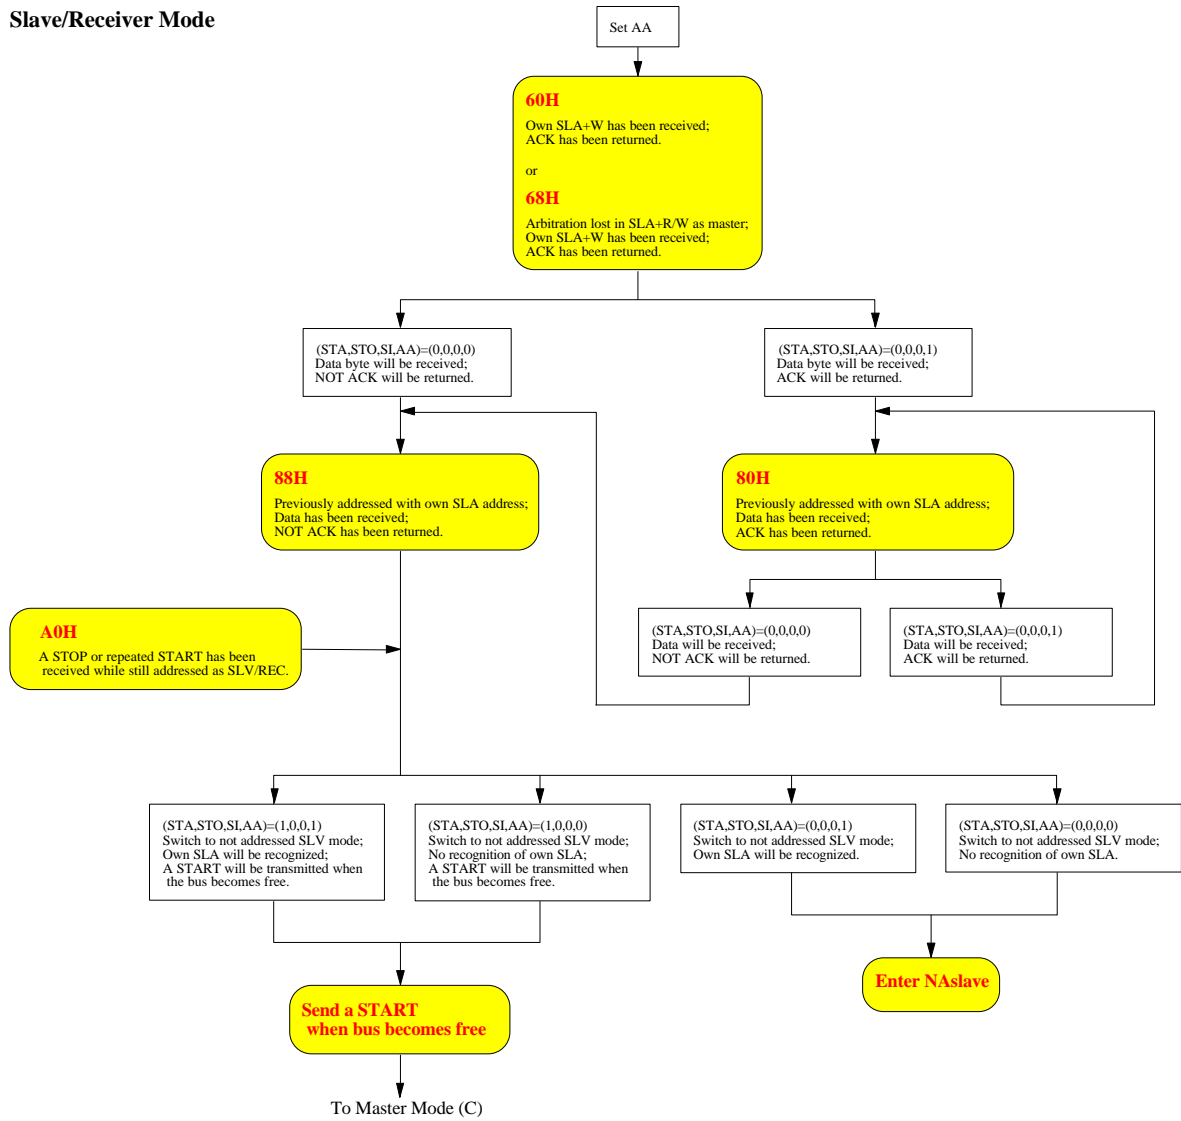 Slave/Receiver Mode
Set AA
60H
Own SLA+W has been received;
ACK has been returned.
or
68H
Arbitration lost in SLA+R/W as master;
Own SLA+W has been received;
ACK has been returned.
(STA,STO,SI,AA)=(0,0,0,0)
Data byte will be received;
NOT ACK will be returned.
(STA,STO,SI,AA)=(0,0,0,1)
Data byte will be received;
ACK will be returned.
88H
Previously addressed with own SLA address;
Data has been received;
NOT ACK has been returned.
80H
Previously addressed with own SLA address;
Data has been received;
ACK has been returned.
A0H
A STOP or repeated START has been
received while still addressed as SLV/REC.
(STA,STO,SI,AA)=(0,0,0,0)
Data will be received;
NOT ACK will be returned.
(STA,STO,SI,AA)=(0,0,0,1)
Data will be received;
ACK will be returned.
(STA,STO,SI,AA)=(1,0,0,1)
Switch to not addressed SLV mode;
Own SLA will be recognized;
A START will be transmitted when
the bus becomes free.
(STA,STO,SI,AA)=(1,0,0,0)
Switch to not addressed SLV mode;
No recognition of own SLA;
A START will be transmitted when
the bus becomes free.
(STA,STO,SI,AA)=(0,0,0,1)
Switch to not addressed SLV mode;
Own SLA will be recognized.
(STA,STO,SI,AA)=(0,0,0,0)
Switch to not addressed SLV mode;
No recognition of own SLA.
Send a START
when bus becomes free
Enter NAslave
To Master Mode (C)